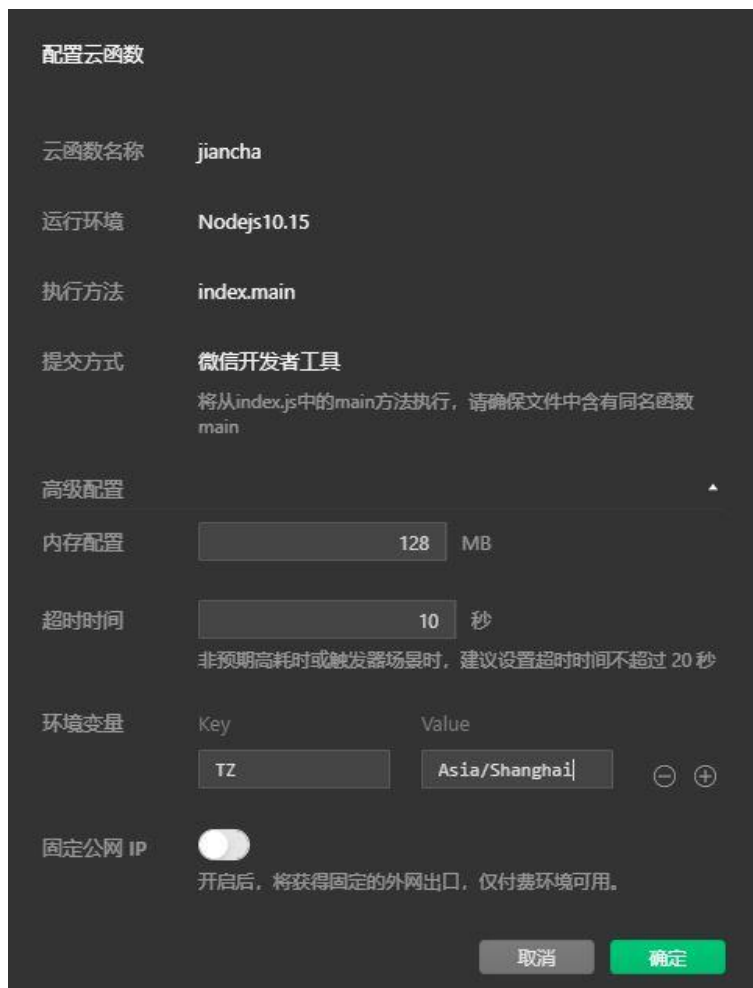 配置云函数
云函数名称 jiancha
运行环境 Nodejs10.15
执行方法 index.main
提交方式 微信开发者工具
将从index.js中的main方法执行，请确保文件中含有同名函数
main
高级配置
内存配置 128 MB
超时时间 10 秒
非预期高耗时或触发器场景时，建议设置超时时间不超过 20 秒
环境变量 Key Value
TZ Asia/Shanghai
固定公网 IP
开启后，将获得固定的外网出口，仅付费环境可用。
取消 确定